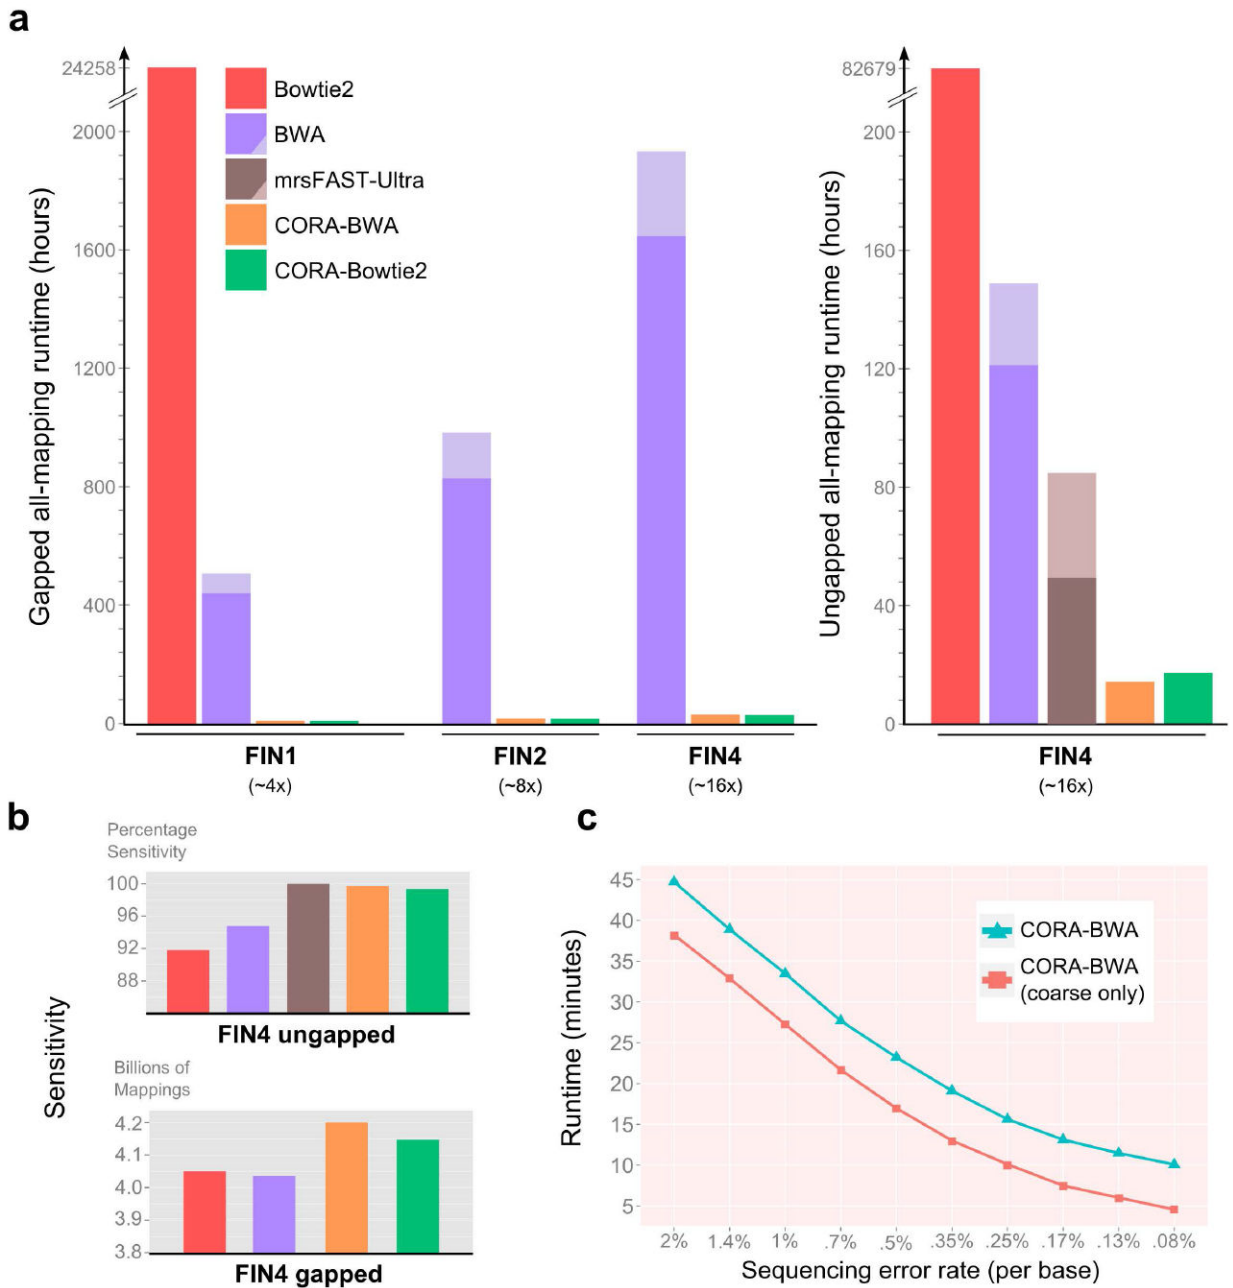 a
Gapped all-mapping runtime (hours)
24258
2000
1600
1200
800
400
0
Bowtie2
BWA
mrsFAST-Ultra
CORA-BWA
CORA-Bowtie2
FIN1
(~4x)
FIN2
(~8x)
FIN4
(~16x)
Ungapped all-mapping runtime (hours)
82679
200
160
120
80
40
0
FIN4
(~16x)
b
Sensitivity
Percentage
Sensitivity
100
96
92
88
FIN4 ungapped
Billions of
Mappings
4.2
4.1
4.0
3.9
3.8
FIN4 gapped
c
Runtime (minutes)
45
40
35
30
25
20
15
10
5
CORA-BWA
CORA-BWA
(coarse only)
2% 1.4% 1% .7% .5% .35% .25% .17% .13% .08%
Sequencing error rate (per base)